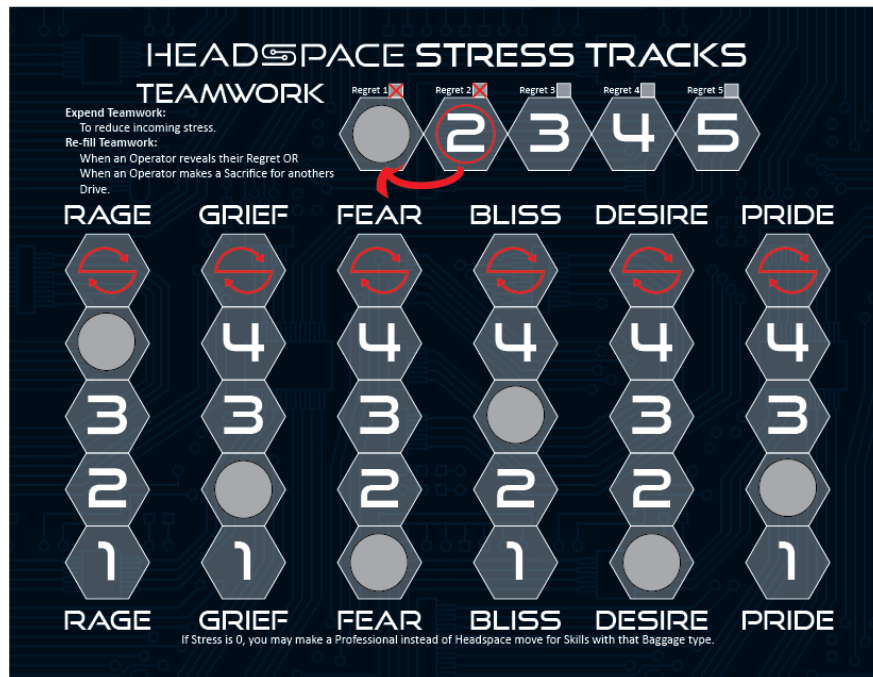 HEADSPACE STRESS TRACKS
TEAMWORK
Regret 1 Regret 2 Regret 3 Regret 4 Regret 5
2 3 4 5
Expend Teamwork:
To reduce incoming stress.
Re-fill Teamwork:
When an Operator reveals their Regret OR
When an Operator makes a Sacrifice for anothers
Drive.
RAGE GRIEF FEAR BLISS DESIRE PRIDE
4 4 4 4 4
3 3 3 3 3
2 2 2 2
1 1 1 1
RAGE GRIEF FEAR BLISS DESIRE PRIDE
If Stress is 0, you may make a Professional instead of Headspace move for Skills with that Baggage type.